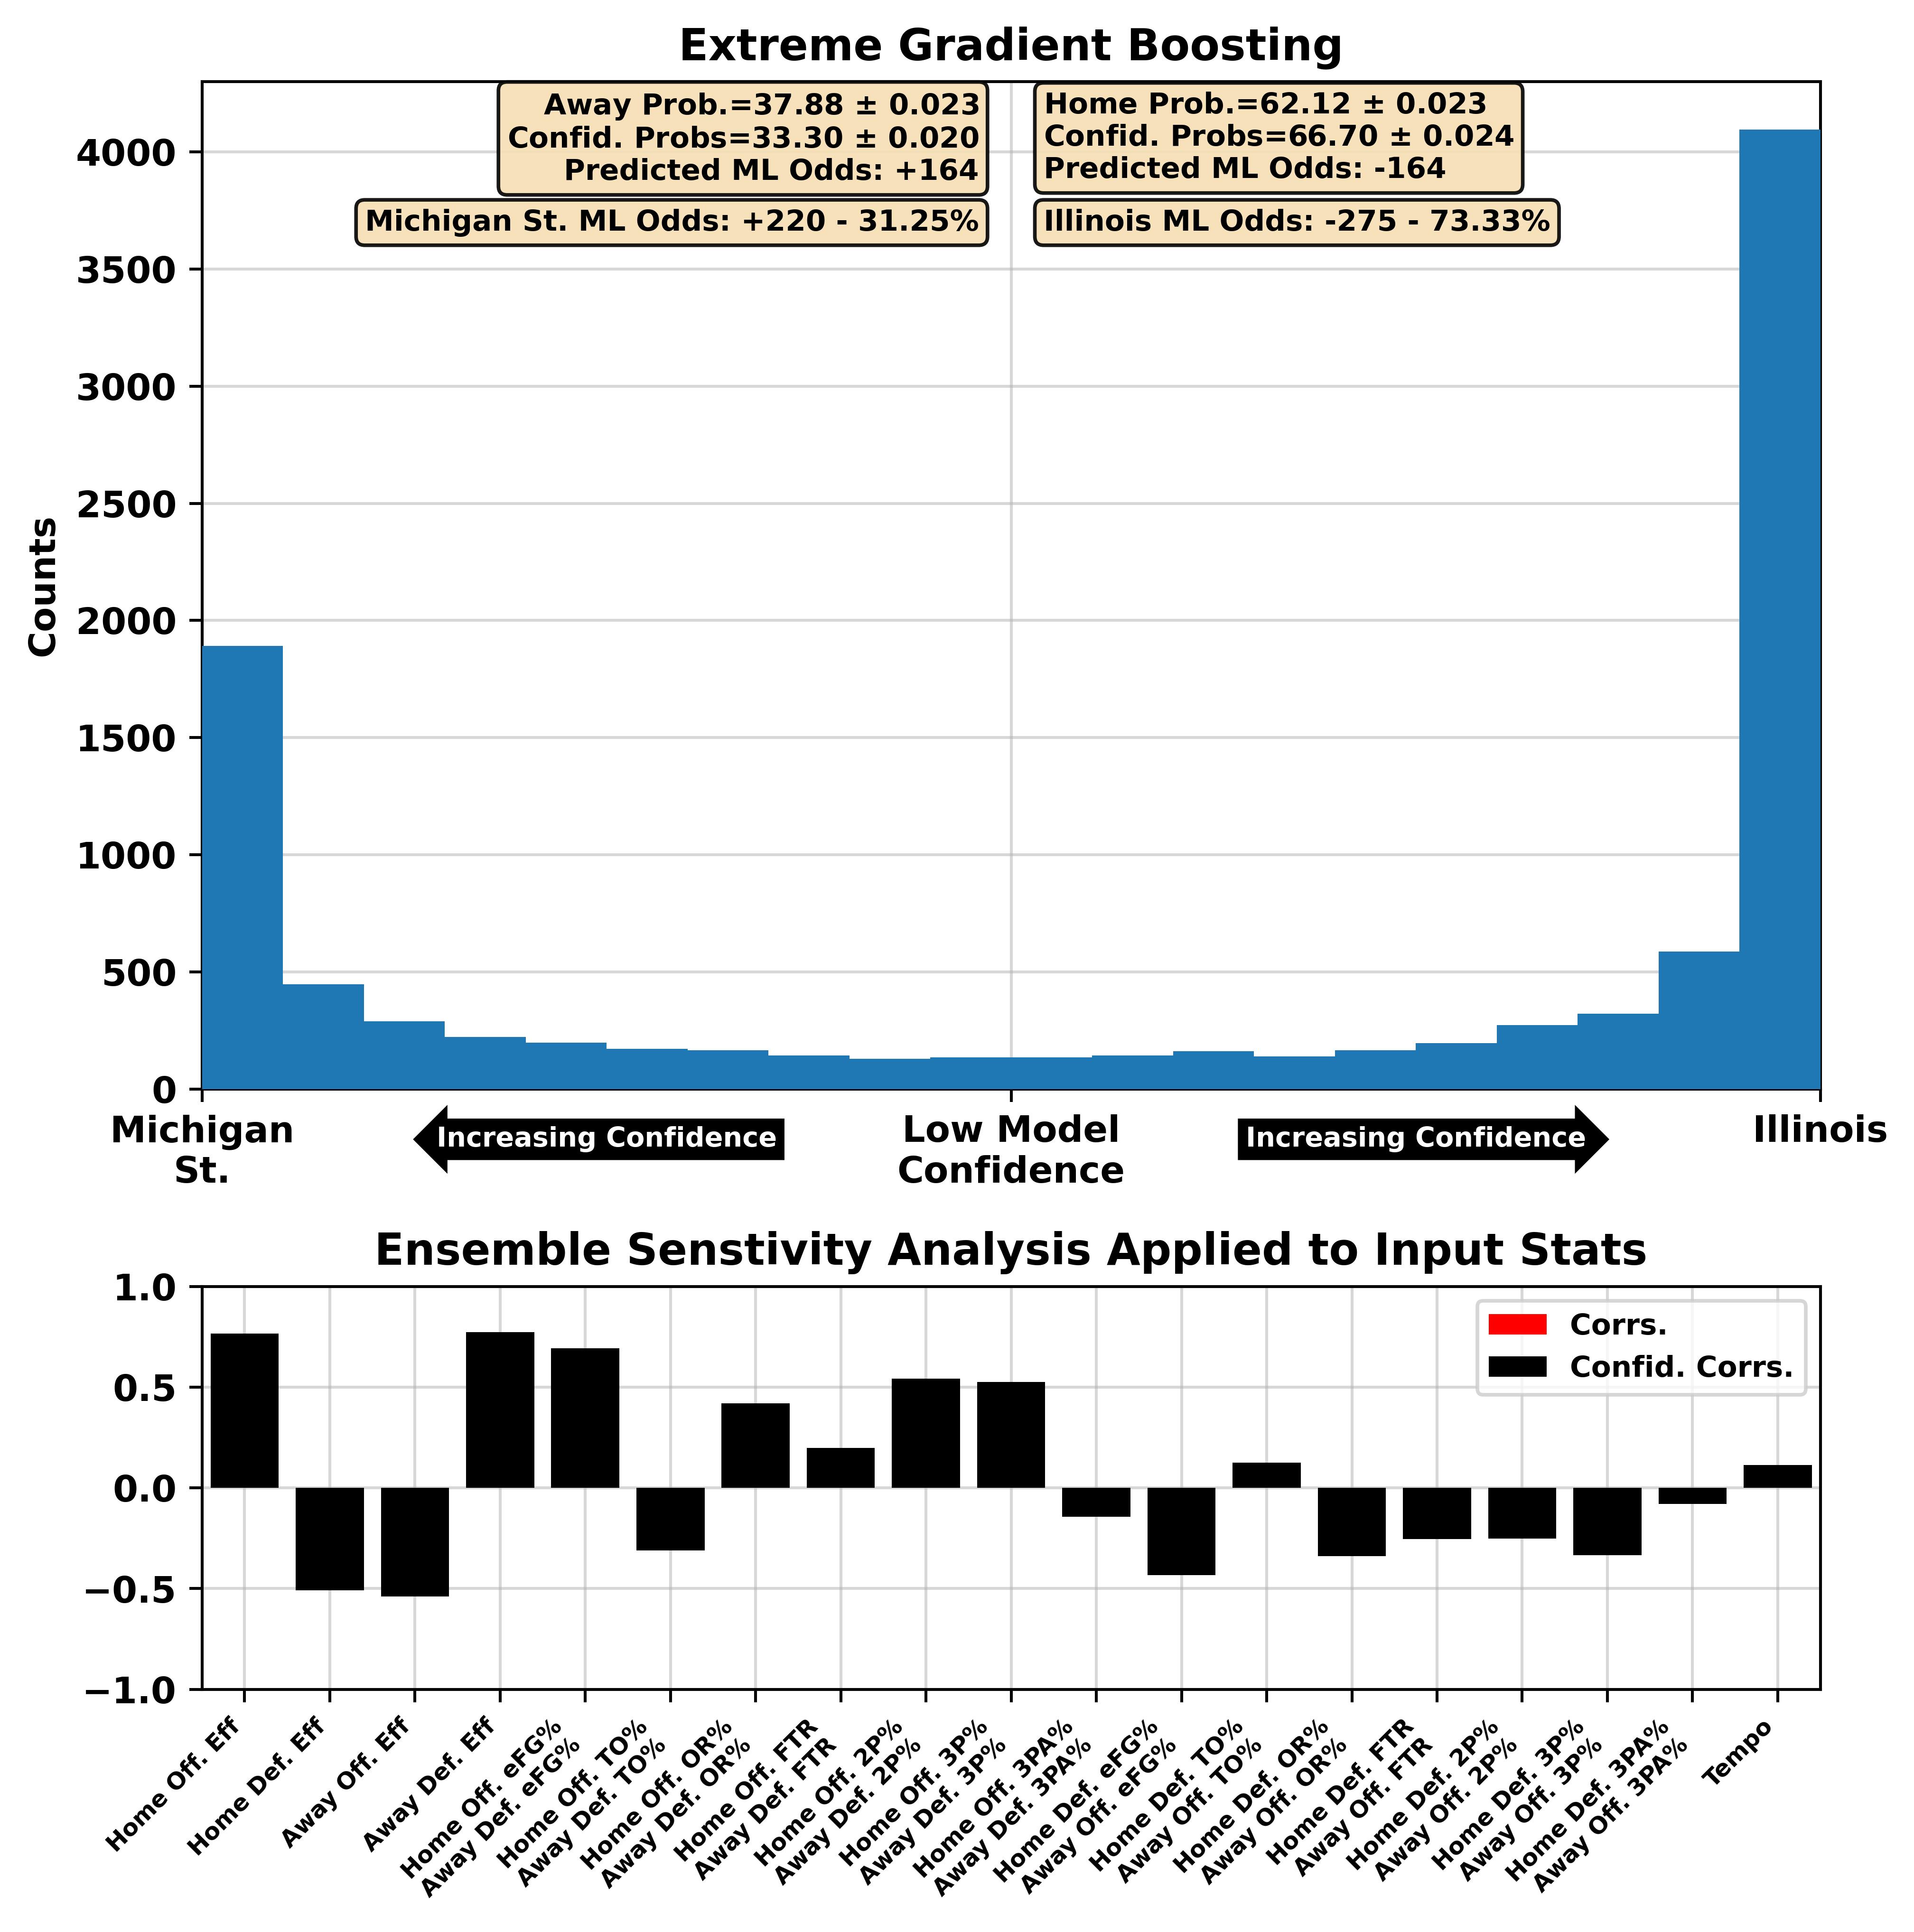 Extreme Gradient Boosting
Away Prob.=37.88 ± 0.023
Confid. Probs=33.30 ± 0.020
Predicted ML Odds: +164
Home Prob.=62.12 ± 0.023
Confid. Probs=66.70 ± 0.024
Predicted ML Odds: -164
Michigan St. ML Odds: +220 - 31.25%
Illinois ML Odds: -275 - 73.33%
Counts
4000
3500
3000
2500
2000
1500
1000
500
0
Michigan
St.
Increasing Confidence
Low Model
Confidence
Increasing Confidence
Illinois
Ensemble Senstivity Analysis Applied to Input Stats
1.0
0.5
0.0
−0.5
−1.0
Corrs.
Confid. Corrs.
Home Off. Eff
Home Def. Eff
Away Off. Eff
Away Def. Eff
Home Off. eFG%
Away Def. eFG%
Home Off. TO%
Away Def. TO%
Home Off. OR%
Away Def. OR%
Home Off. FTR
Away Def. FTR
Home Off. 2P%
Away Def. 2P%
Home Off. 3P%
Away Def. 3P%
Home Off. 3PA%
Away Def. 3PA%
Home Def. eFG%
Away Off. eFG%
Home Def. TO%
Away Off. TO%
Home Def. OR%
Away Off. OR%
Home Def. FTR
Away Off. FTR
Home Def. 2P%
Away Off. 2P%
Home Def. 3P%
Away Off. 3P%
Home Def. 3PA%
Away Off. 3PA%
Tempo